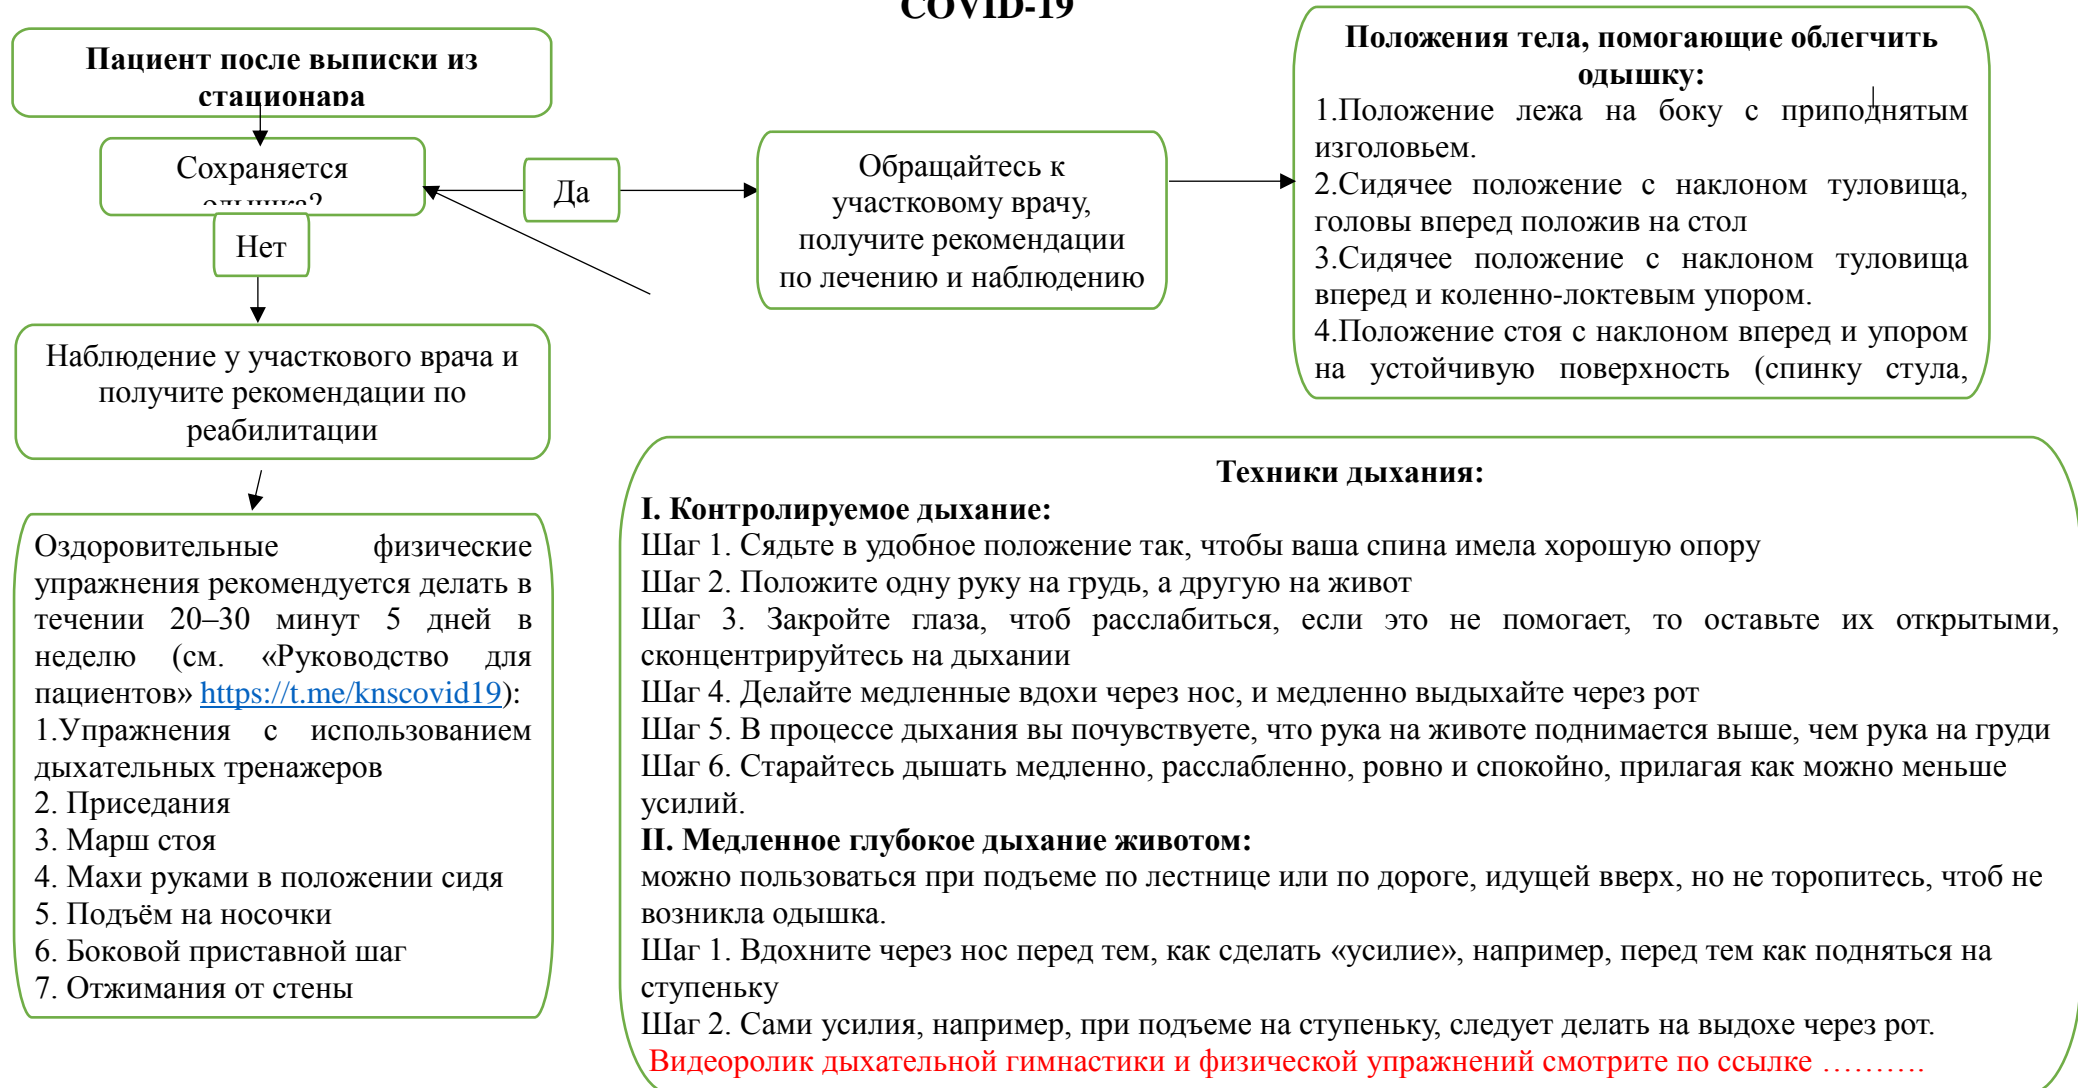 COVID-19
Пациент после выписки из
стационара
Сохраняется
одышка?
Да
Нет
Обращайтесь к
участковому врачу,
получите рекомендации
по лечению и наблюдению
Положения тела, помогающие облегчить
одышку:
1.Положение лежа на боку с приподнятым
изголовьем.
2.Сидячее положение с наклоном туловища,
головы вперед положив на стол
3.Сидячее положение с наклоном туловища
вперед и коленно-локтевым упором.
4.Положение стоя с наклоном вперед и упором
на устойчивую поверхность (спинку стула,
Наблюдение у участкового врача и
получите рекомендации по
реабилитации
Оздоровительные физические
упражнения рекомендуется делать в
течении 20–30 минут 5 дней в
неделю (см. «Руководство для
пациентов» https://t.me/knscovid19):
1.Упражнения с использованием
дыхательных тренажеров
2. Приседания
3. Марш стоя
4. Махи руками в положении сидя
5. Подъём на носочки
6. Боковой приставной шаг
7. Отжимания от стены
Техники дыхания:
I. Контролируемое дыхание:
Шаг 1. Сядьте в удобное положение так, чтобы ваша спина имела хорошую опору
Шаг 2. Положите одну руку на грудь, а другую на живот
Шаг 3. Закройте глаза, чтоб расслабиться, если это не помогает, то оставьте их открытыми,
сконцентрируйтесь на дыхании
Шаг 4. Делайте медленные вдохи через нос, и медленно выдыхайте через рот
Шаг 5. В процессе дыхания вы почувствуете, что рука на животе поднимается выше, чем рука на груди
Шаг 6. Старайтесь дышать медленно, расслабленно, ровно и спокойно, прилагая как можно меньше
усилий.
II. Медленное глубокое дыхание животом:
можно пользоваться при подъеме по лестнице или по дороге, идущей вверх, но не торопитесь, чтоб не
возникла одышка.
Шаг 1. Вдохните через нос перед тем, как сделать «усилие», например, перед тем как подняться на
ступеньку
Шаг 2. Сами усилия, например, при подъеме на ступеньку, следует делать на выдохе через рот.
Видеоролик дыхательной гимнастики и физической упражнений смотрите по ссылке ……….